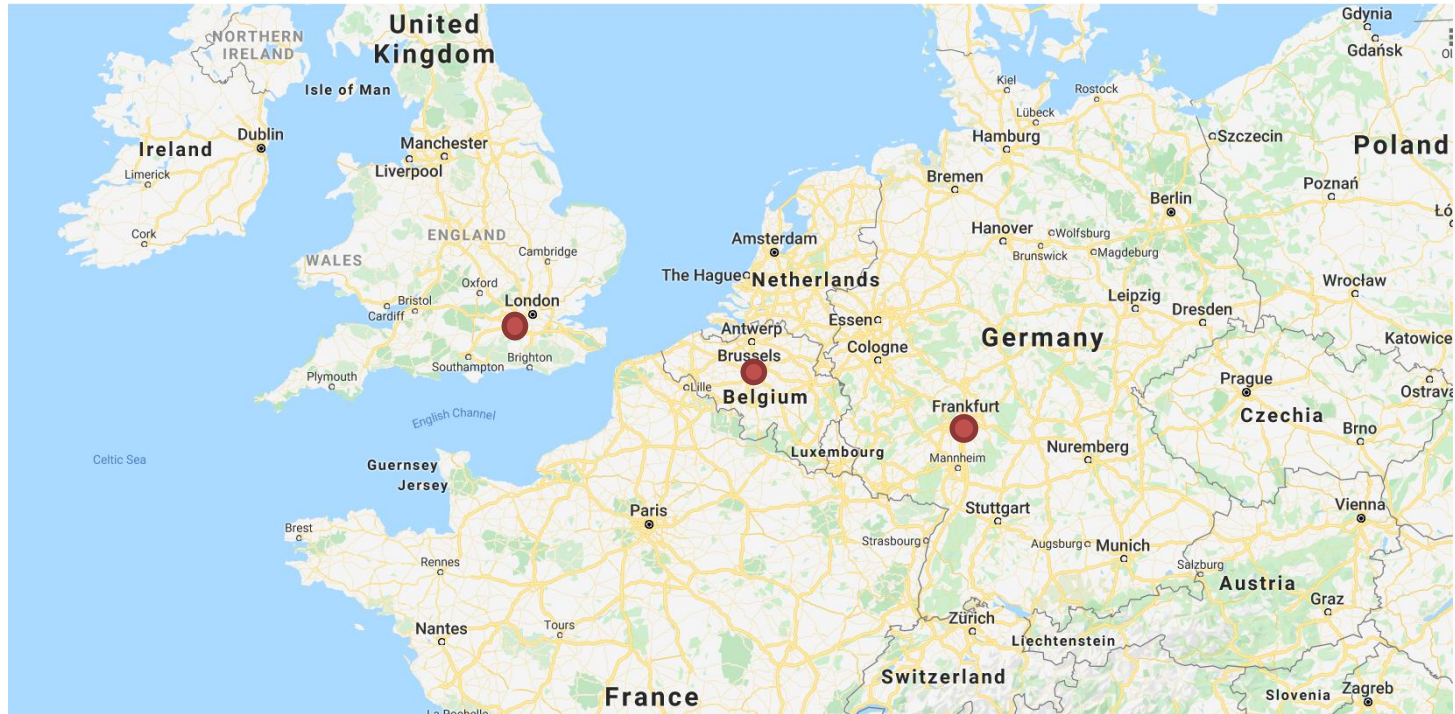 United
Kingdom
NORTHERN
IRELAND
Isle of Man
Dublin
Ireland
Limerick
Cork
Manchester
Liverpool
ENGLAND
WALES
Cambridge
Oxford
London
Bristol
Cardiff
Southampton
Brighton
Plymouth
English Channel
Celtic Sea
Guernsey
Jersey
Brest
Rennes
Nantes
Tours
Paris
France
Lille
Strasbourg
Amsterdam
The Hague
Netherlands
Antwerp
Brussels
Belgium
Luxembourg
Kiel
Rostock
Lübeck
Hamburg
Bremen
Berlin
Hanover
Wolfsburg
Brunswick
Magdeburg
Essen
Cologne
Leipzig
Dresden
Germany
Frankfurt
Mannheim
Nuremberg
Stuttgart
Augsburg
Munich
Gdynia
Gdańsk
Ol
Szczecin
Poland
Poznań
Łó
Wrocław
Katowice
Prague
Czechia
Ostrava
Brno
Vienna
Salzburg
Austria
Graz
Zürich
Liechtenstein
Switzerland
Slovenia
Zagreb